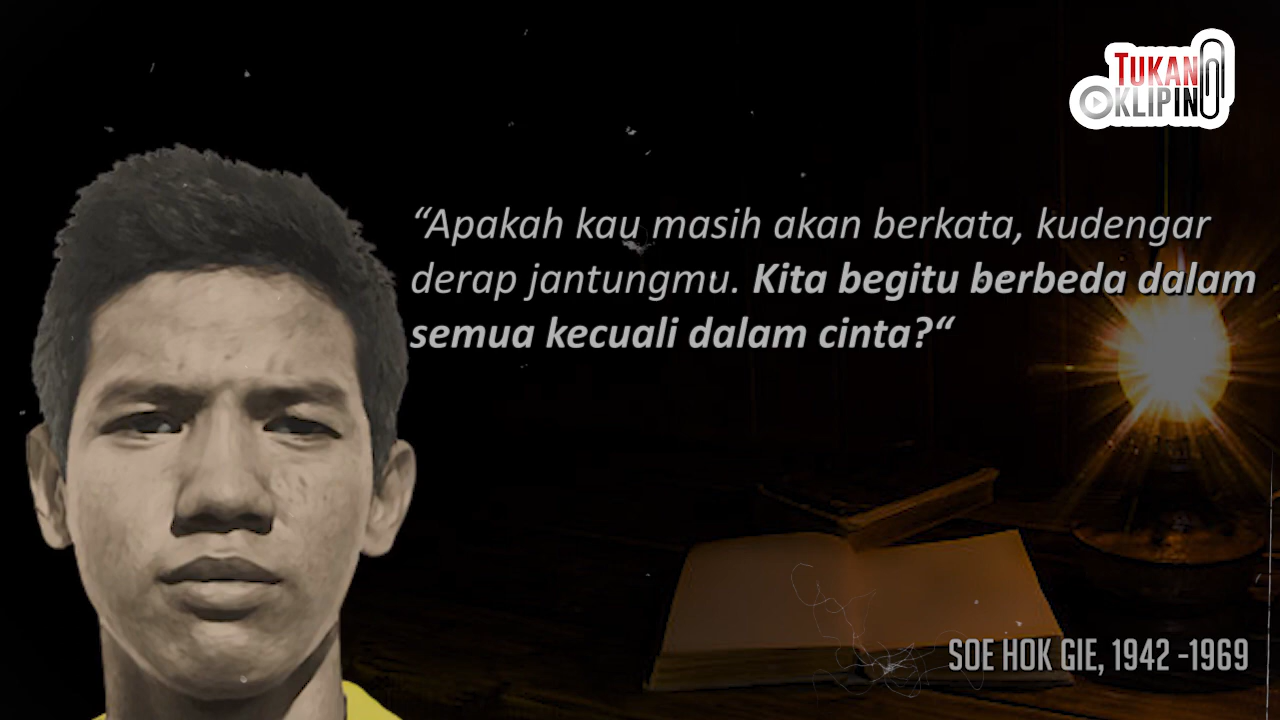 TUKAN
KLIPIN
“Apakah kau masih akan berkata, kudengar
derap jantungmu. Kita begitu berbeda dalam
semua kecuali dalam cinta?“
SOE HOK GIE, 1942 -1969